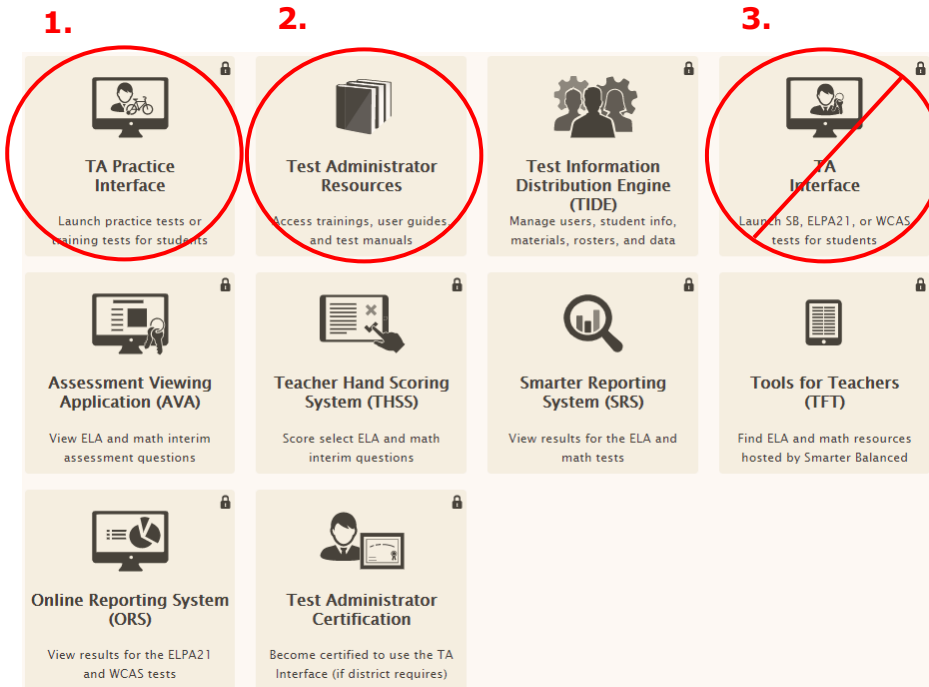 1.
2.
3.
TA Practice
Interface
Launch practice tests or
training tests for students
Test Administrator
Resources
Access trainings, user guides
and test manuals
Test Information
Distribution Engine
(TIDE)
Manage users, student info,
materials, rosters, and data
TA
Interface
Launch SB, ELPA21, or WCAS
tests for students
Assessment Viewing
Application (AVA)
View ELA and math interim
assessment questions
Teacher Hand Scoring
System (THSS)
Score select ELA and math
interim questions
Smarter Reporting
System (SRS)
View results for the ELA and
math tests
Tools for Teachers
(TFT)
Find ELA and math resources
hosted by Smarter Balanced
Online Reporting System
(ORS)
View results for the ELPA21
and WCAS tests
Test Administrator
Certification
Become certified to use the TA
Interface (if district requires)